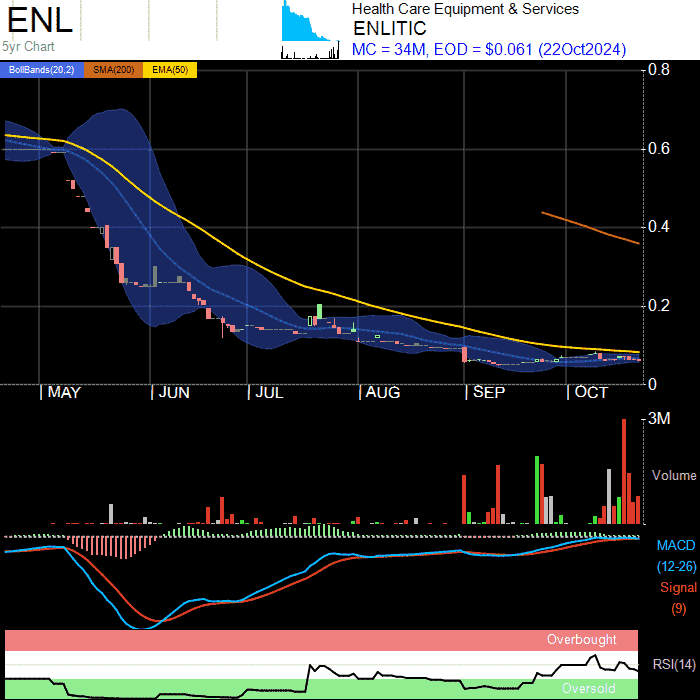 ENL
5yr Chart
Health Care Equipment & Services
ENLITIC
MC = 34M, EOD = $0.061 (22Oct2024)
BollBands(20,2) SMA(200) EMA(50)
0.8
0.6
0.4
0.2
0
MAY JUN JUL AUG SEP OCT
3M
Volume
MACD
(12-26)
Signal
(9)
Overbought
RSI(14)
Oversold